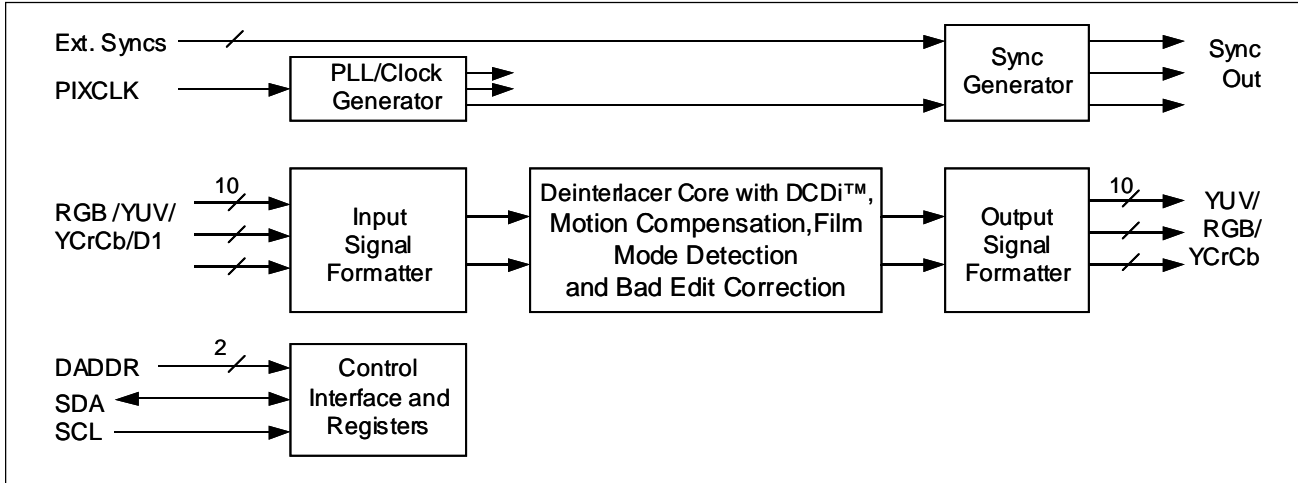 Ext. Syncs
PIXCLK
PLL/Clock
Generator
Sync
Generator
Sync
Out
RGB /YUV/
YCrCb/D1
10
Input
Signal
Formatter
Deinterlacer Core with DCDi™,
Motion Compensation,Film
Mode Detection
and Bad Edit Correction
Output
Signal
Formatter
10
YUV/
RGB/
YCrCb
DADDR
2
SDA
SCL
Control
Interface and
Registers